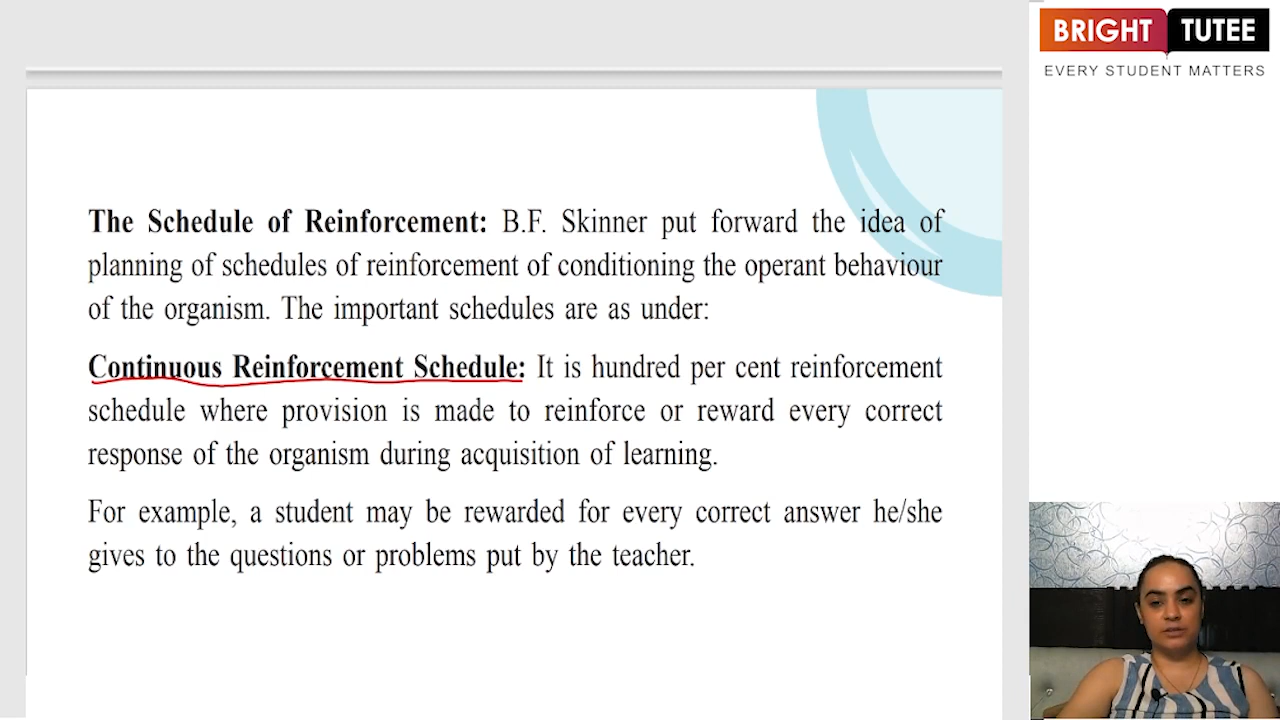 BRIGHT TUTEE
EVERY STUDENT MATTERS
The Schedule of Reinforcement: B.F. Skinner put forward the idea of
planning of schedules of reinforcement of conditioning the operant behaviour
of the organism. The important schedules are as under:
Continuous Reinforcement Schedule: It is hundred per cent reinforcement
schedule where provision is made to reinforce or reward every correct
response of the organism during acquisition of learning.
For example, a student may be rewarded for every correct answer he/she
gives to the questions or problems put by the teacher.